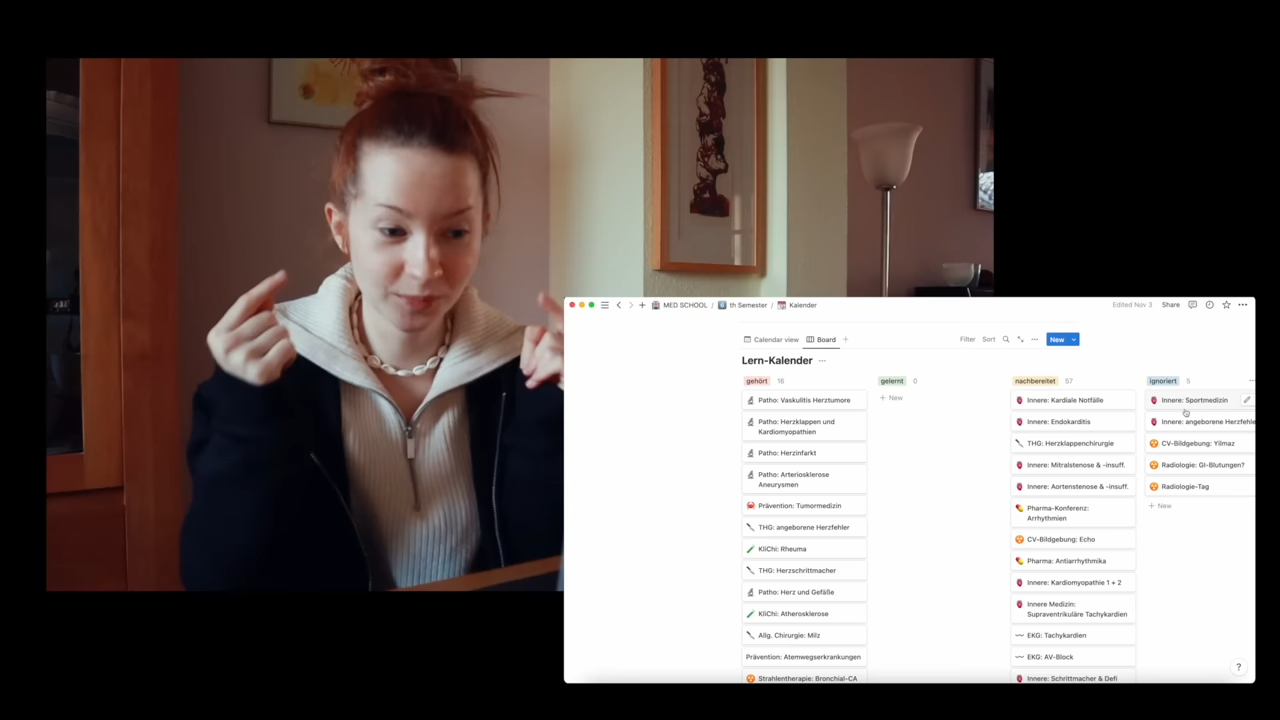 MED SCHOOL / 6 th Semester / Kalender
Edited Nov 3
Share
Calendar view
Board
Filter
Sort
New
Lern-Kalender
gehört 16
Patho: Vaskulitis Herztumore
Patho: Herzklappen und
Kardiomyopathien
Patho: Herzinfarkt
Patho: Arteriosklerose
Aneurysmen
Prävention: Tumormedizin
THG: angeborene Herzfehler
KliChi: Rheuma
THG: Herzschrittmacher
Patho: Herz und Gefäße
KliChi: Atherosklerose
Allg. Chirurgie: Milz
Prävention: Atemwegserkrankungen
Strahlentherapie: Bronchial-CA
gelernt 0
+ New
nachbereitet 57
Innere: Kardiale Notfälle
Innere: Endokarditis
THG: Herzklappenchirurgie
Innere: Mitralstenose & -insuff.
Innere: Aortenstenose & -insuff.
Pharma-Konferenz:
Arrhythmien
CV-Bildgebung: Echo
Pharma: Antiarrhythmika
Innere: Kardiomyopathie 1 + 2
Innere Medizin:
Supraventrikuläre Tachykardien
EKG: Tachykardien
EKG: AV-Block
Innere: Schrittmacher & Defi
ignoriert 5
Innere: Sportmedizin
Innere: angeborene Herzfehle
CV-Bildgebung: Yilmaz
Radiologie: GI-Blutungen?
Radiologie-Tag
+ New
?